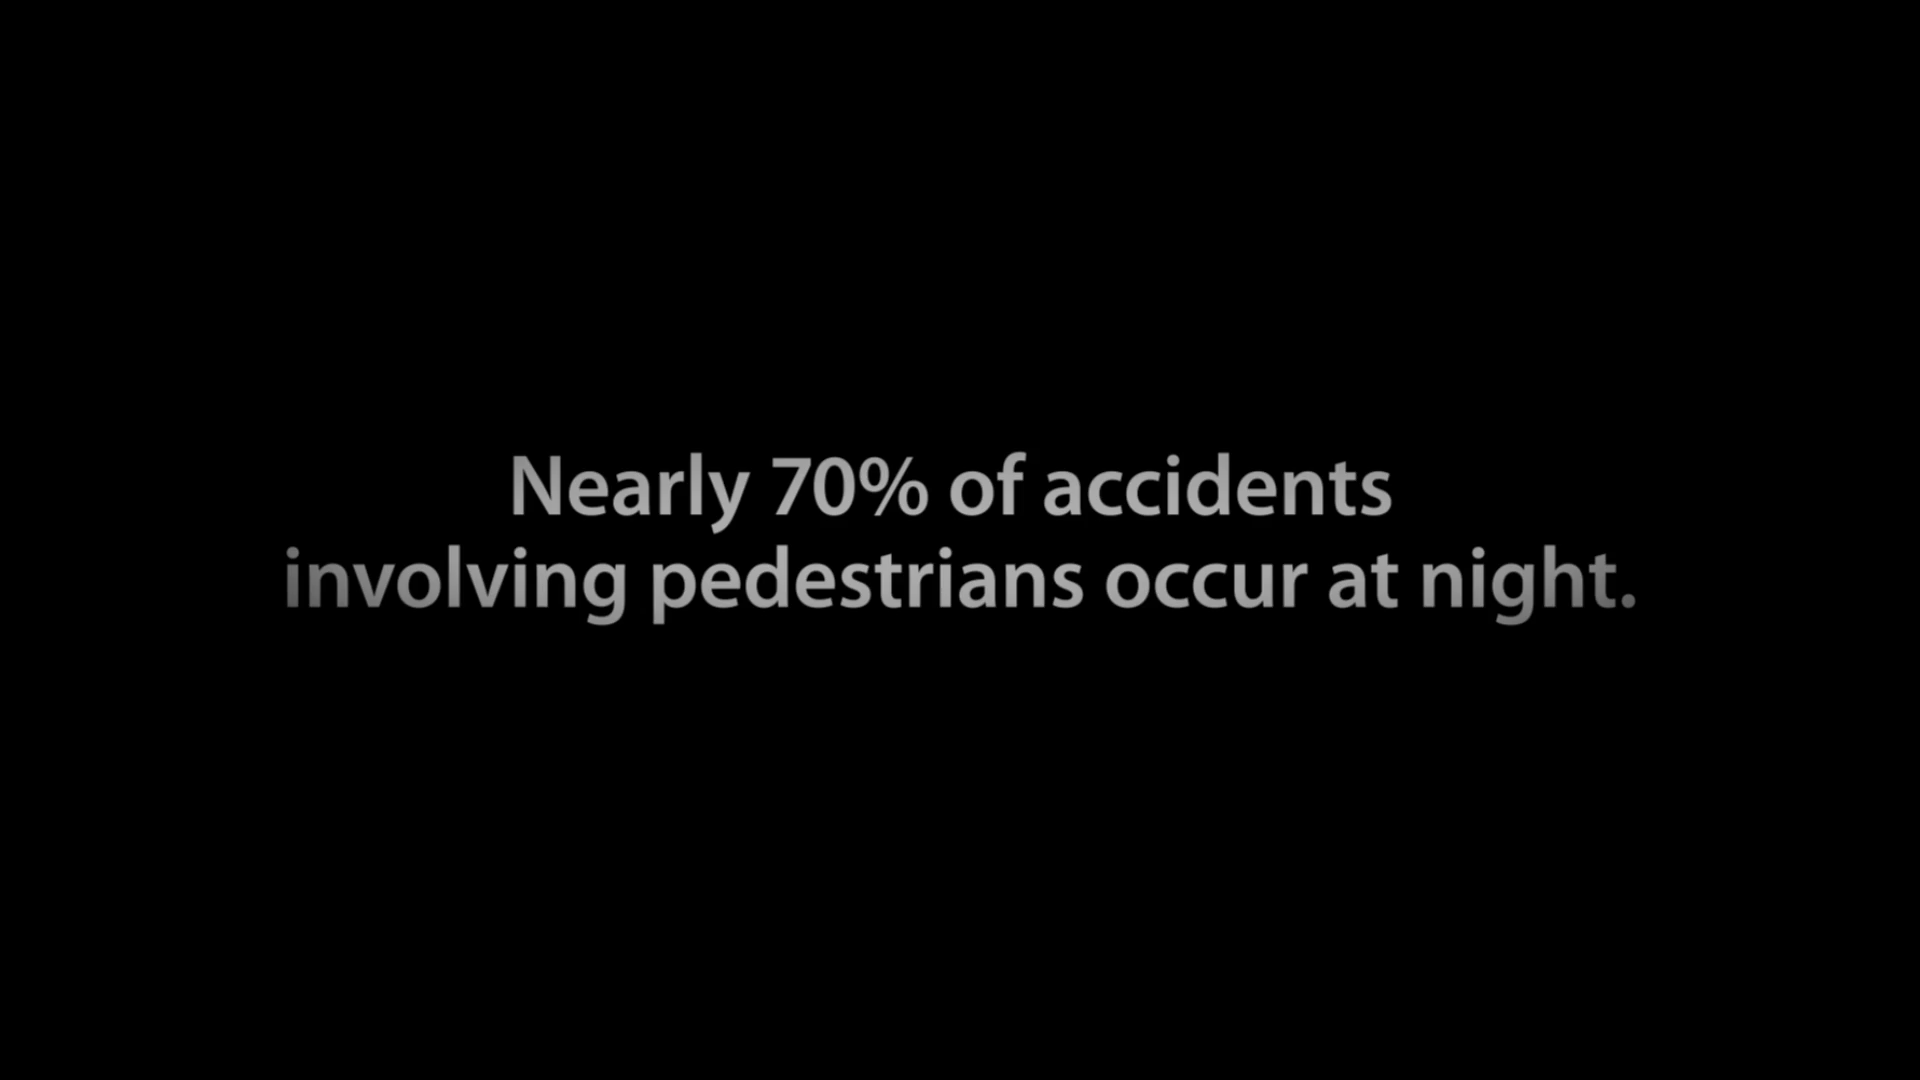 Nearly 70% of accidents
involving pedestrians occur at night.